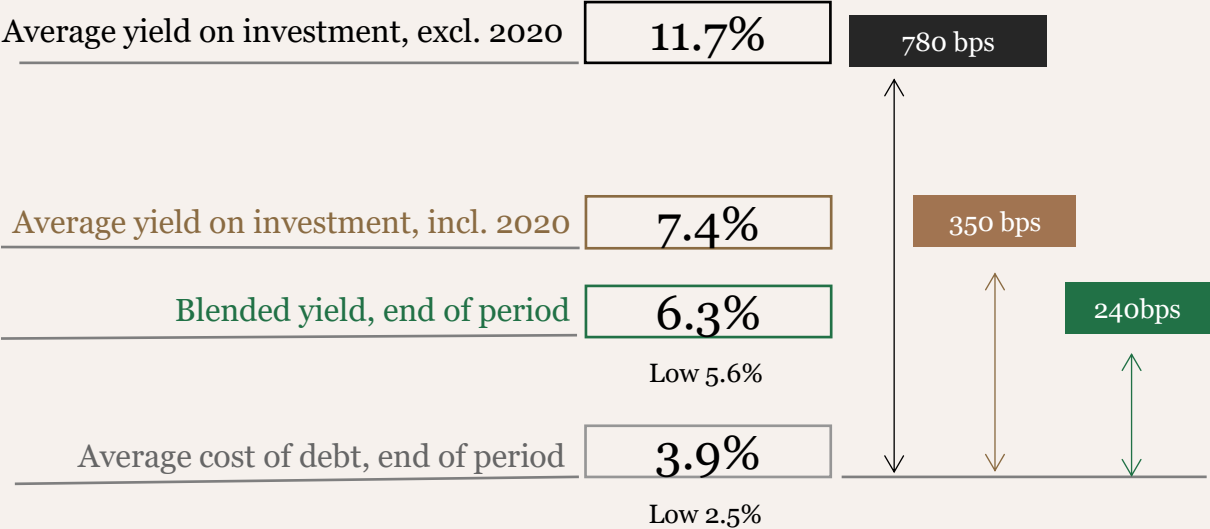 Average yield on investment, excl. 2020 11.7% 780 bps
Average yield on investment, incl. 2020 7.4% 350 bps
Blended yield, end of period 6.3% 240bps
Low 5.6%
Average cost of debt, end of period 3.9%
Low 2.5%